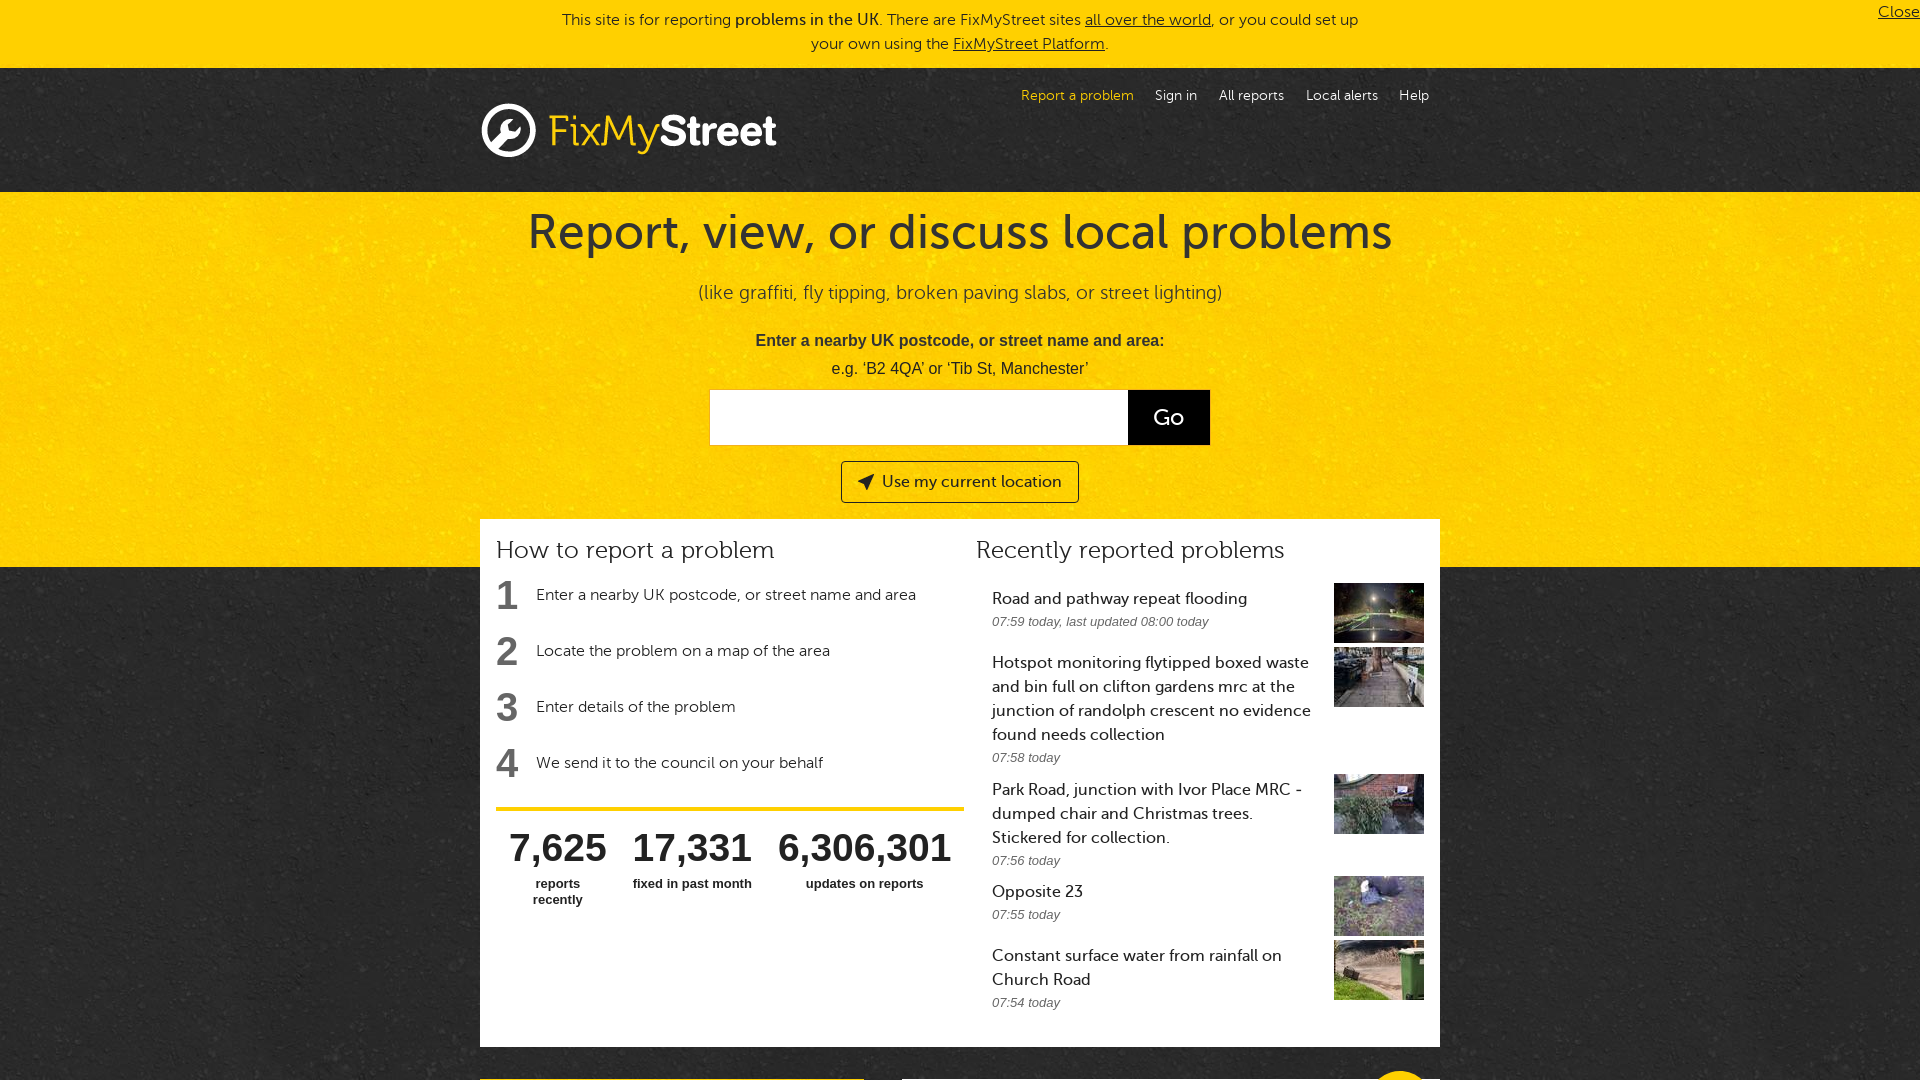 This site is for reporting problems in the UK. There are FixMyStreet sites all over the world, or you could set up
your own using the FixMyStreet Platform.
Close
Report a problem Sign in All reports Local alerts Help
FixMyStreet
Report, view, or discuss local problems
(like graffiti, fly tipping, broken paving slabs, or street lighting)
Enter a nearby UK postcode, or street name and area:
e.g. ‘B2 4QA’ or ‘Tib St, Manchester’
Go
Use my current location
How to report a problem
1 Enter a nearby UK postcode, or street name and area
2 Locate the problem on a map of the area
3 Enter details of the problem
4 We send it to the council on your behalf
7,625 17,331 6,306,301
reports fixed in past month updates on reports
recently
Recently reported problems
Road and pathway repeat flooding
07:59 today, last updated 08:00 today
Hotspot monitoring flytipped boxed waste
and bin full on clifton gardens mrc at the
junction of randolph crescent no evidence
found needs collection
07:58 today
Park Road, junction with Ivor Place MRC -
dumped chair and Christmas trees.
Stickered for collection.
07:56 today
Opposite 23
07:55 today
Constant surface water from rainfall on
Church Road
07:54 today